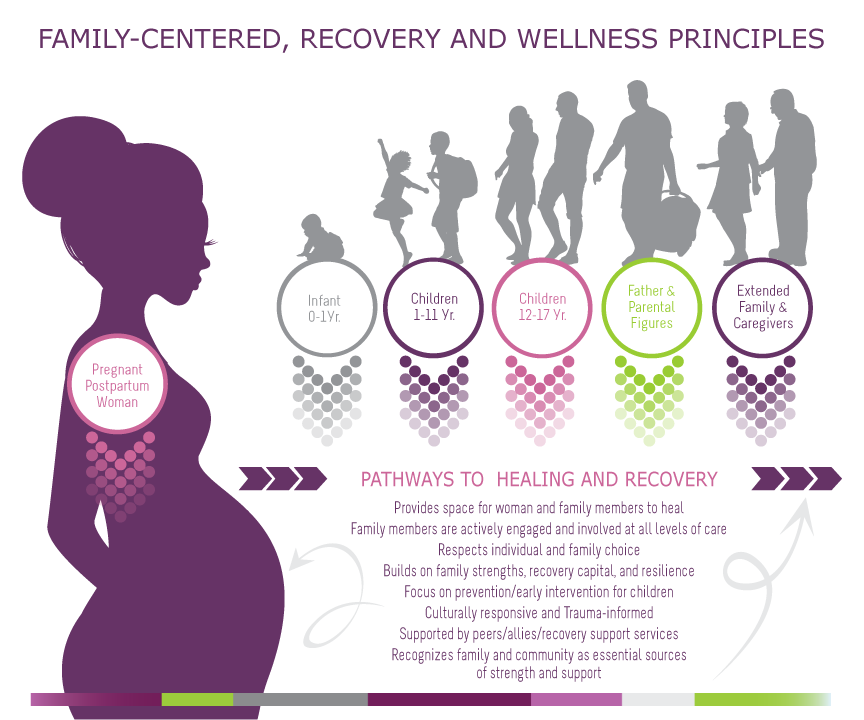 FAMILY-CENTERED, RECOVERY AND WELLNESS PRINCIPLES
Infant
0-1Yr.
Children
1-11 Yr.
Children
12-17 Yr.
Father &
Parental
Figures
Extended
Family &
Caregivers
Pregnant
Postpartum
Woman
PATHWAYS TO HEALING AND RECOVERY
Provides space for woman and family members to heal
Family members are actively engaged and involved at all levels of care
Respects individual and family choice
Builds on family strengths, recovery capital, and resilience
Focus on prevention/early intervention for children
Culturally responsive and Trauma-informed
Supported by peers/allies/recovery support services
Recognizes family and community as essential sources
of strength and support